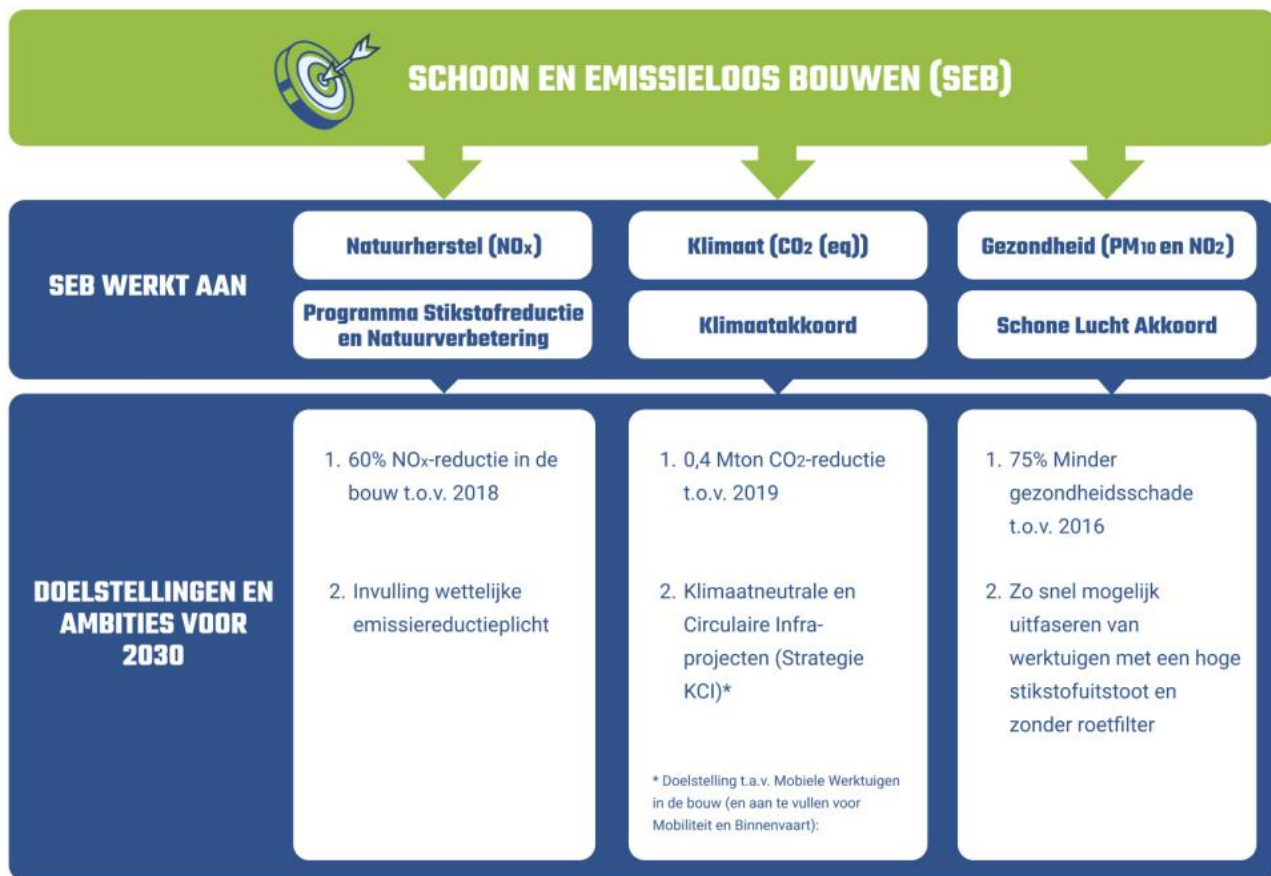 SCHOON EN EMISSIELOOS BOUWEN (SEB)
SEB WERKT AAN
Natuurherstel (NOx)
Klimaat (CO2 (eq))
Gezondheid (PM10 en NO2)
Programma Stikstofreductie
en Natuurverbetering
Klimaatakkoord
Schone Lucht Akkoord
DOELSTELLINGEN EN
AMBITIES VOOR
2030
1. 60% NOx-reductie in de
bouw t.o.v. 2018
2. Invulling wettelijke
emissiereductieplicht
1. 0,4 Mton CO2-reductie
t.o.v. 2019
2. Klimaatneutrale en
Circulaire Infra-
projecten (Strategie
KCI)*
* Doelstelling t.a.v. Mobiele Werktuigen
in de bouw (en aan te vullen voor
Mobiliteit en Binnenvaart):
1. 75% Minder
gezondheidsschade
t.o.v. 2016
2. Zo snel mogelijk
uitfaseren van
werktuigen met een hoge
stikstofuitstoot en
zonder roetfilter